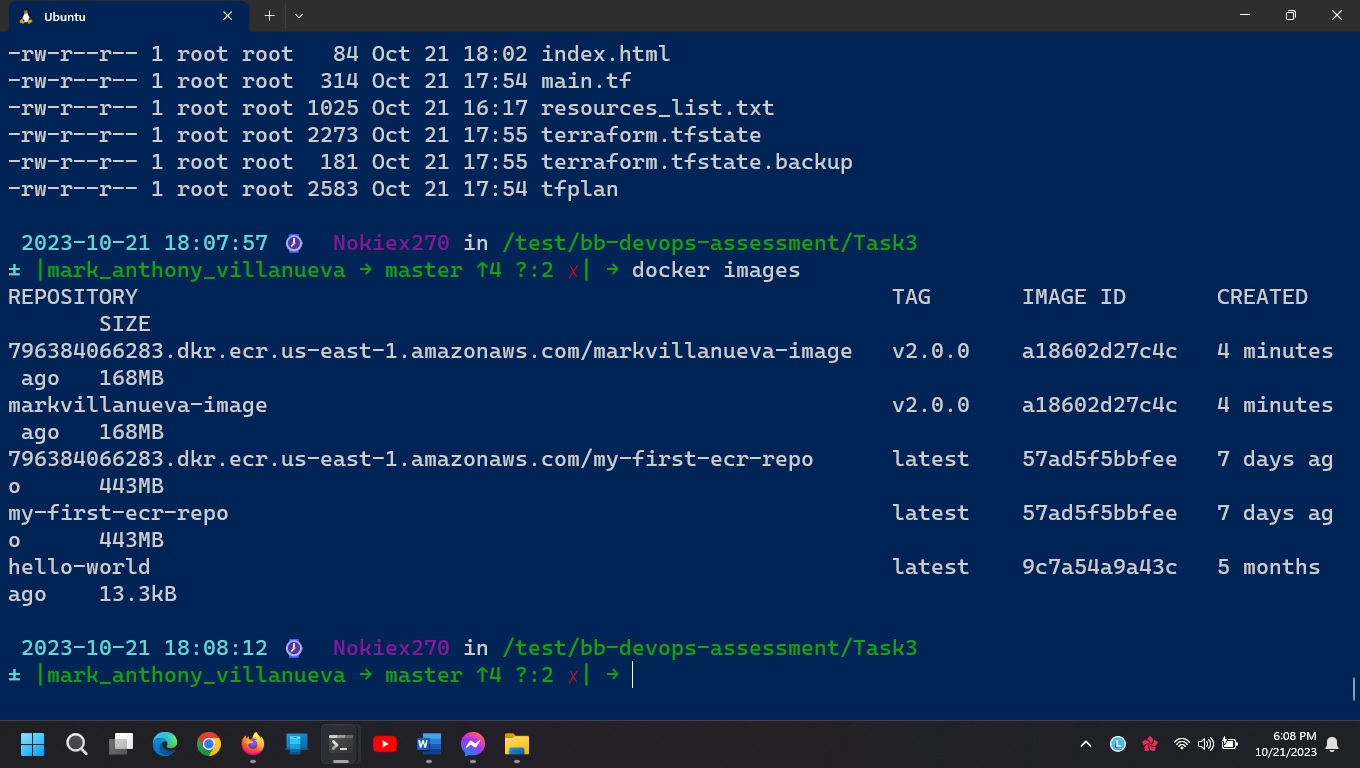 Ubuntu
-rw-r--r-- 1 root root   84 Oct 21 18:02 index.html
-rw-r--r-- 1 root root  314 Oct 21 17:54 main.tf
-rw-r--r-- 1 root root 1025 Oct 21 16:17 resources_list.txt
-rw-r--r-- 1 root root 2273 Oct 21 17:55 terraform.tfstate
-rw-r--r-- 1 root root  181 Oct 21 17:55 terraform.tfstate.backup
-rw-r--r-- 1 root root 2583 Oct 21 17:54 tfplan
2023-10-21 18:07:57 Nokiex270 in /test/bb-devops-assessment/Task3
± |mark_anthony_villanueva → master ↑4 ?:2 ✗| → docker images
REPOSITORY TAG IMAGE ID CREATED
SIZE
796384066283.dkr.ecr.us-east-1.amazonaws.com/markvillanueva-image v2.0.0 a18602d27c4c 4 minutes
ago 168MB
markvillanueva-image v2.0.0 a18602d27c4c 4 minutes
ago 168MB
796384066283.dkr.ecr.us-east-1.amazonaws.com/my-first-ecr-repo latest 57ad5f5bbfee 7 days ag
o 443MB
my-first-ecr-repo latest 57ad5f5bbfee 7 days ag
o 443MB
hello-world latest 9c7a54a9a43c 5 months
ago 13.3kB
2023-10-21 18:08:12 Nokiex270 in /test/bb-devops-assessment/Task3
± |mark_anthony_villanueva → master ↑4 ?:2 ✗| →
6:08 PM
10/21/2023